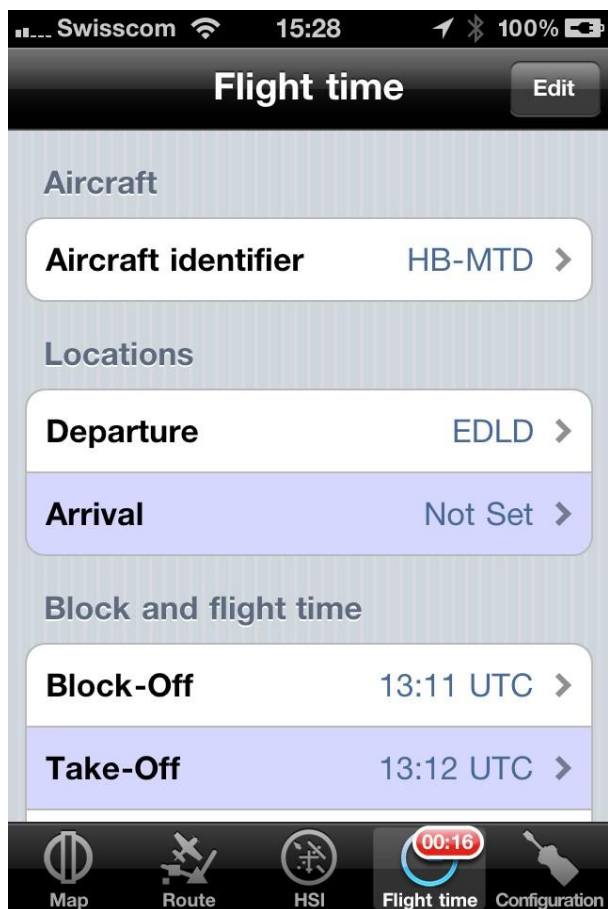 Swisscom 15:28 100%
Flight time Edit
Aircraft
Aircraft identifier HB-MTD
Locations
Departure EDLD
Arrival Not Set
Block and flight time
Block-Off 13:11 UTC
Take-Off 13:12 UTC
00:16
Map Route HSI Flight time Configuration